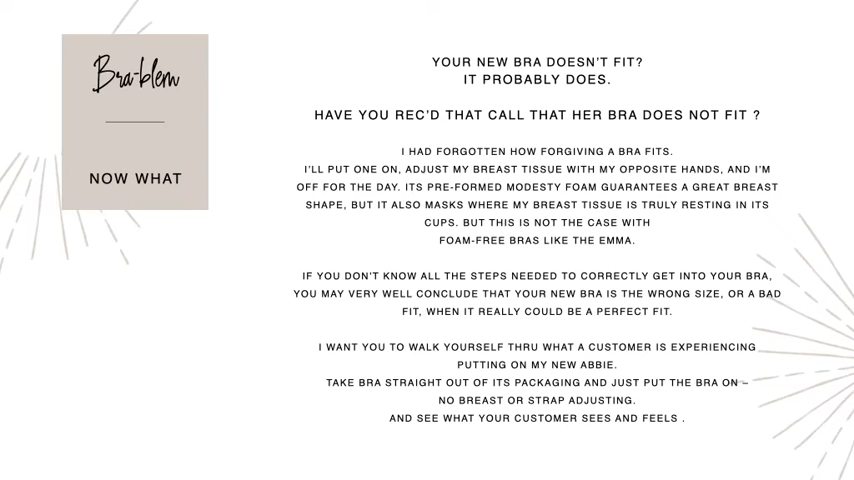 Bra-blem
NOW WHAT
YOUR NEW BRA DOESN'T FIT?
IT PROBABLY DOES.
HAVE YOU REC'D THAT CALL THAT HER BRA DOES NOT FIT ?
I HAD FORGOTTEN HOW FORGIVING A BRA FITS.
I'LL PUT ONE ON, ADJUST MY BREAST TISSUE WITH MY OPPOSITE HANDS, AND I'M
OFF FOR THE DAY. ITS PRE-FORMED MODESTY FOAM GUARANTEES A GREAT BREAST
SHAPE, BUT IT ALSO MASKS WHERE MY BREAST TISSUE IS TRULY RESTING IN ITS
CUPS. BUT THIS IS NOT THE CASE WITH
FOAM-FREE BRAS LIKE THE EMMA.
IF YOU DON'T KNOW ALL THE STEPS NEEDED TO CORRECTLY GET INTO YOUR BRA,
YOU MAY VERY WELL CONCLUDE THAT YOUR NEW BRA IS THE WRONG SIZE, OR A BAD
FIT, WHEN IT REALLY COULD BE A PERFECT FIT.
I WANT YOU TO WALK YOURSELF THRU WHAT A CUSTOMER IS EXPERIENCING
PUTTING ON MY NEW ABBIE.
TAKE BRA STRAIGHT OUT OF ITS PACKAGING AND JUST PUT THE BRA ON –
NO BREAST OR STRAP ADJUSTING.
AND SEE WHAT YOUR CUSTOMER SEES AND FEELS .